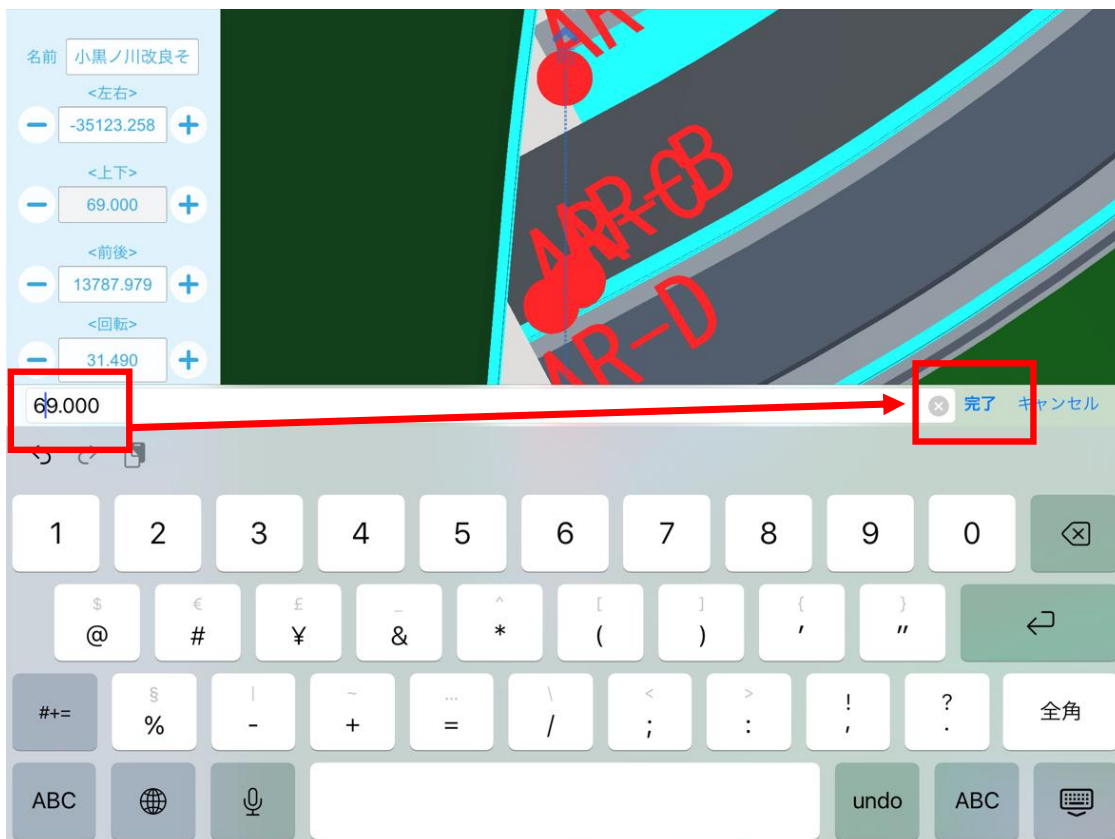 名前 小黒ノ川改良そ
<左右>
− -35123.258 +
<上下>
− 69.000 +
<前後>
− 13787.979 +
<回転>
− 31.490 +
AR-B
AR-C
AR-D
69.000 完了 キャンセル
1 2 3 4 5 6 7 8 9 0
$ € £ _ ^ [ ] { }
@ # ¥ & * ( ) ' "
§ | ~ … \ < > ! ?
#+= % - + = / ; : , . 全角
ABC undo ABC